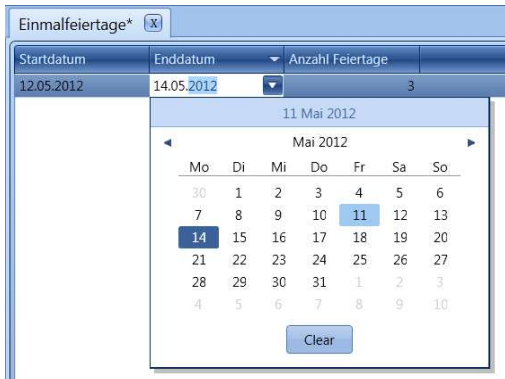 Einmalfeiertage* x
Startdatum Enddatum Anzahl Feiertage
12.05.2012 14.05.2012 3
11 Mai 2012
Mai 2012
Mo Di Mi Do Fr Sa So
30 1 2 3 4 5 6
7 8 9 10 11 12 13
14 15 16 17 18 19 20
21 22 23 24 25 26 27
28 29 30 31 1 2 3
4 5 6 7 8 9 10
Clear